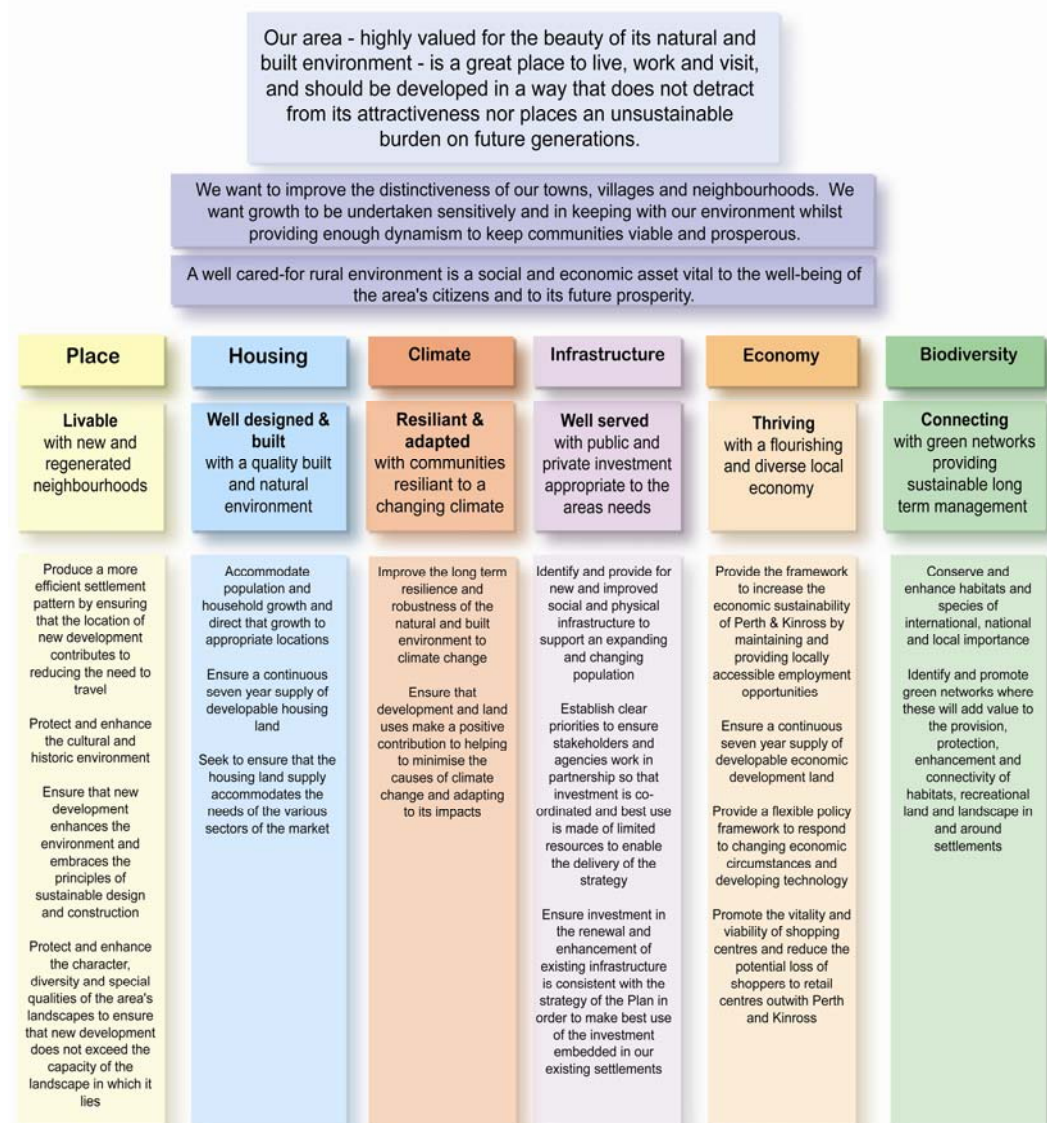 Our area - highly valued for the beauty of its natural and
built environment - is a great place to live, work and visit,
and should be developed in a way that does not detract
from its attractiveness nor places an unsustainable
burden on future generations.
We want to improve the distinctiveness of our towns, villages and neighbourhoods. We
want growth to be undertaken sensitively and in keeping with our environment whilst
providing enough dynamism to keep communities viable and prosperous.
A well cared-for rural environment is a social and economic asset vital to the well-being of
the area's citizens and to its future prosperity.
Place
Livable
with new and
regenerated
neighbourhoods
Produce a more
efficient settlement
pattern by ensuring
that the location of
new development
contributes to
reducing the need to
travel
Protect and enhance
the cultural and
historic environment
Ensure that new
development
enhances the
environment and
embraces the
principles of
sustainable design
and construction
Protect and enhance
the character,
diversity and special
qualities of the area's
landscapes to ensure
that new development
does not exceed the
capacity of the
landscape in which it
lies
Housing
Well designed &
built
with a quality built
and natural
environment
Accommodate
population and
household growth and
direct that growth to
appropriate locations
Ensure a continuous
seven year supply of
developable housing
land
Seek to ensure that the
housing land supply
accommodates the
needs of the various
sectors of the market
Climate
Resiliant &
adapted
with communities
resiliant to a
changing climate
Improve the long term
resilience and
robustness of the
natural and built
environment to
climate change
Ensure that
development and land
uses make a positive
contribution to helping
to minimise the
causes of climate
change and adapting
to its impacts
Infrastructure
Well served
with public and
private investment
appropriate to the
areas needs
Identify and provide for
new and improved
social and physical
infrastructure to
support an expanding
and changing
population
Establish clear
priorities to ensure
stakeholders and
agencies work in
partnership so that
investment is co-
ordinated and best use
is made of limited
resources to enable
the delivery of the
strategy
Ensure investment in
the renewal and
enhancement of
existing infrastructure
is consistent with the
strategy of the Plan in
order to make best use
of the investment
embedded in our
existing settlements
Economy
Thriving
with a flourishing
and diverse local
economy
Provide the framework
to increase the
economic sustainability
of Perth & Kinross by
maintaining and
providing locally
accessible employment
opportunities
Ensure a continuous
seven year supply of
developable economic
development land
Provide a flexible policy
framework to respond
to changing economic
circumstances and
developing technology
Promote the vitality and
viability of shopping
centres and reduce the
potential loss of
shoppers to retail
centres outwith Perth
and Kinross
Biodiversity
Connecting
with green networks
providing
sustainable long
term management
Conserve and
enhance habitats and
species of
international, national
and local importance
Identify and promote
green networks where
these will add value to
the provision,
protection,
enhancement and
connectivity of
habitats, recreational
land and landscape in
and around
settlements